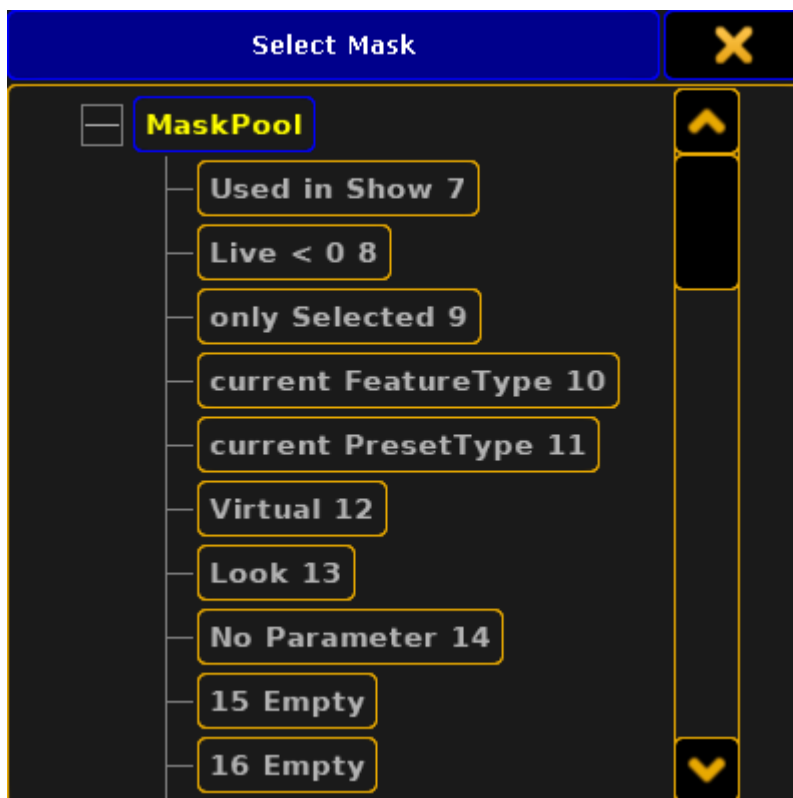 Select Mask
MaskPool
Used in Show 7
Live < 0 8
only Selected 9
current FeatureType 10
current PresetType 11
Virtual 12
Look 13
No Parameter 14
15 Empty
16 Empty